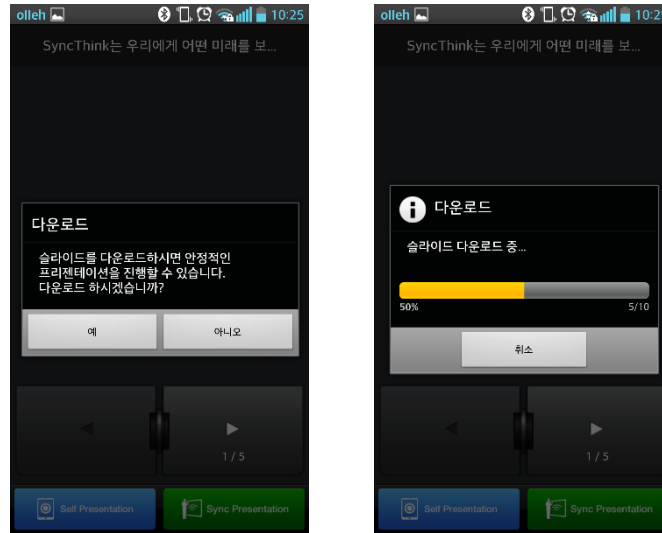 olleh 10:25
SyncThink는 우리에게 어떤 미래를 보...
다운로드
슬라이드를 다운로드하시면 안정적인
프리젠테이션을 진행할 수 있습니다.
다운로드 하시겠습니까?
예 아니오
1 / 5
Self Presentation Sync Presentation
olleh 10:2
SyncThink는 우리에게 어떤 미래를 보...
다운로드
슬라이드 다운로드 중...
50% 5/10
취소
1 / 5
Self Presentation Sync Presentation